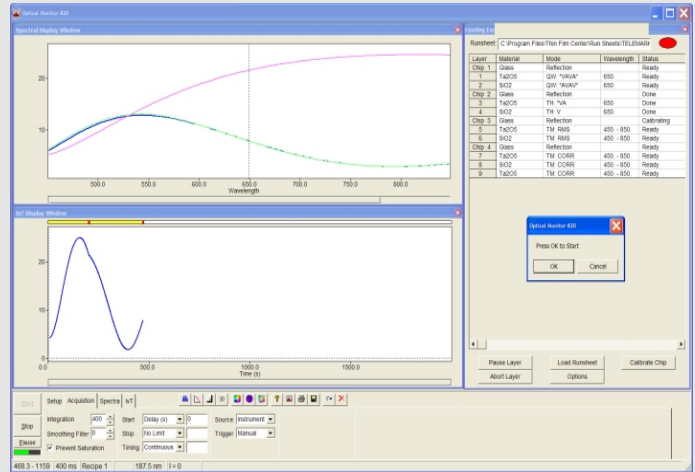 Optical Monitor 820
Spectral Display Window
20
10
500.0 550.0 600.0 650.0 700.0 750.0 800.0
Wavelength
IvT Display Window
20
10
0
0.0 500.0 1000.0 1500.0
Time (s)
Runsheet C:\Program Files\Thin Film Center\Run Sheets\TELEMARK
Layer Material Mode Wavelength Status
Chip 1 Glass Reflection Ready
1 Ta2O5 QW: "VAVA" 650. Ready
2 SiO2 QW: "AVAV" 650. Ready
Chip 2 Glass Reflection Done
3 Ta2O5 TH: "VA 650. Done
4 SiO2 TH: V 650. Done
Chip 3 Glass Reflection Calibrating
5 Ta2O5 TM: RMS 450. - 850. Ready
6 SiO2 TM: RMS 450. - 850. Ready
Chip 4 Glass Reflection Ready
7 Ta2O5 TM: CORR 450. - 850. Ready
8 SiO2 TM: CORR 450. - 850. Ready
9 Ta2O5 TM: CORR 450. - 850. Ready
Optical Monitor 820
Press OK to Start
OK Cancel
Pause Layer Load Runsheet Calibrate Chip
Abort Layer Options
Start
Stop
Pause
Setup Acquisition Spectra IvT
Integration 400 Start Delay (s) 0 Source Instrument
Smoothing Filter 0 Stop No Limit Trigger Manual
Prevent Saturation Timing Continuous
468.3 - 1159 400 ms Recipe 1 187.5 nm I = 0